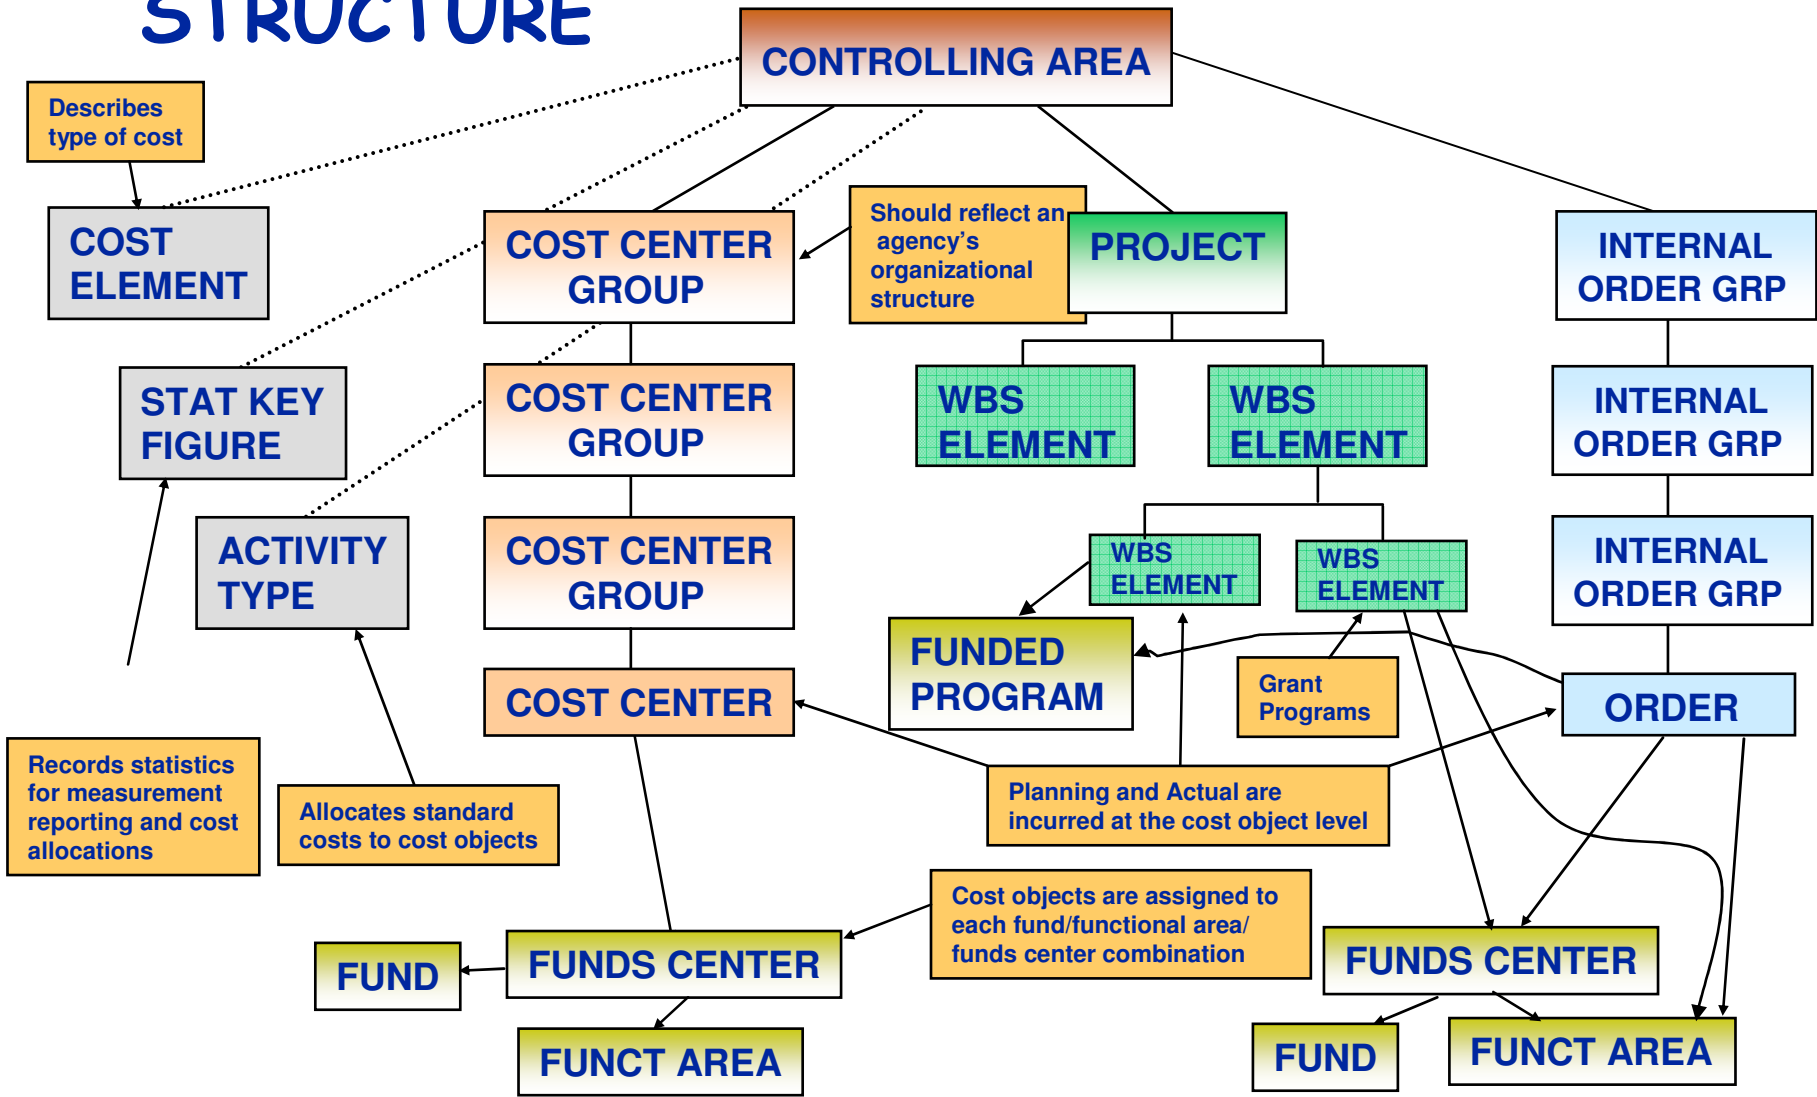 STRUCTURE
CONTROLLING AREA
Describes
type of cost
COST
ELEMENT
COST CENTER
GROUP
Should reflect an
agency's
organizational
structure
PROJECT
INTERNAL
ORDER GRP
STAT KEY
FIGURE
COST CENTER
GROUP
WBS
ELEMENT
WBS
ELEMENT
INTERNAL
ORDER GRP
ACTIVITY
TYPE
COST CENTER
GROUP
WBS
ELEMENT
WBS
ELEMENT
INTERNAL
ORDER GRP
FUNDED
PROGRAM
COST CENTER
Grant
Programs
ORDER
Records statistics
for measurement
reporting and cost
allocations
Allocates standard
costs to cost objects
Planning and Actual are
incurred at the cost object level
Cost objects are assigned to
each fund/functional area/
funds center combination
FUND
FUNDS CENTER
FUNCT AREA
FUNDS CENTER
FUND
FUNCT AREA